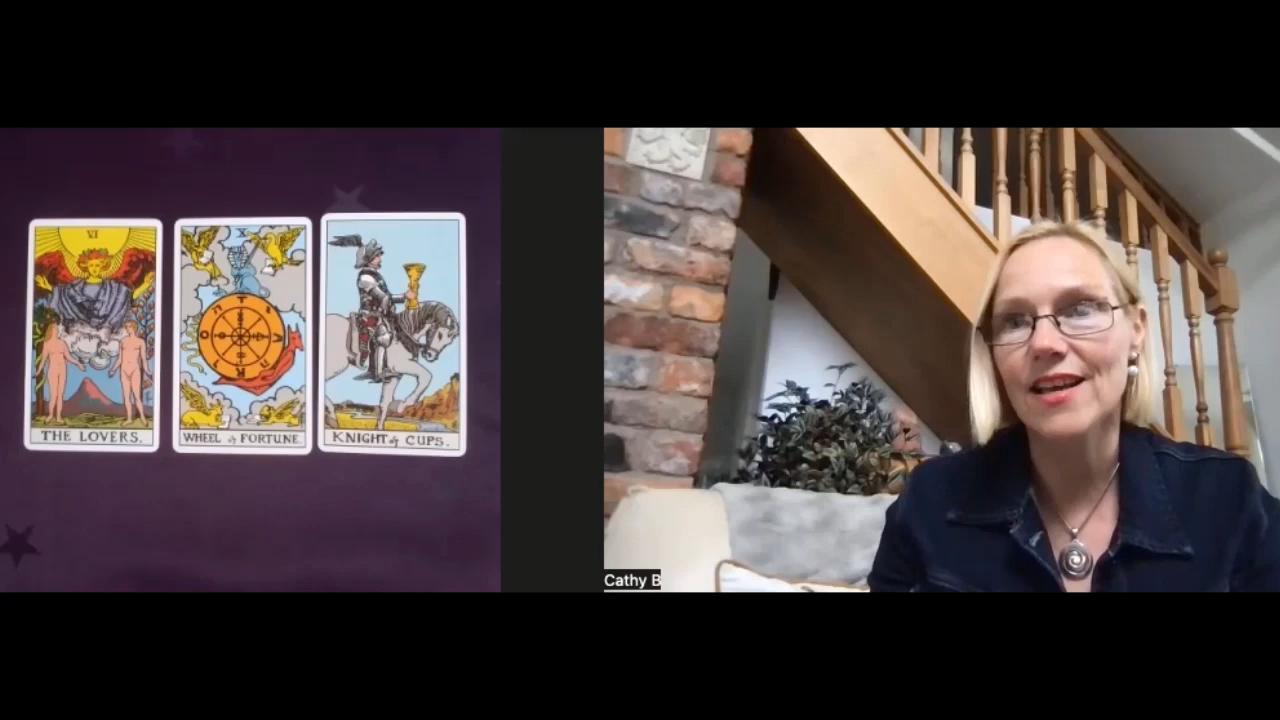 VI
THE LOVERS.
X
WHEEL of FORTUNE.
KNIGHT of CUPS.
Cathy B